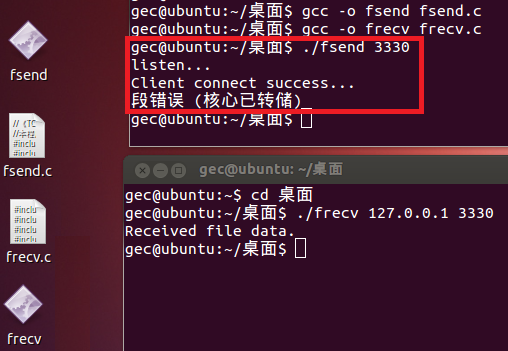 fsend
fsend.c
frecv.c
frecv
gec@ubuntu:~/桌面$ gcc -o fsend fsend.c
gec@ubuntu:~/桌面$ gcc -o frecv frecv.c
gec@ubuntu:~/桌面$ ./fsend 3330
listen...
Client connect success...
段错误 (核心已转储)_
gec@ubuntu:~/桌面$
gec@ubuntu: ~/桌面
gec@ubuntu:~$ cd 桌面
gec@ubuntu:~/桌面$ ./frecv 127.0.0.1 3330
Received file data.
gec@ubuntu:~/桌面$